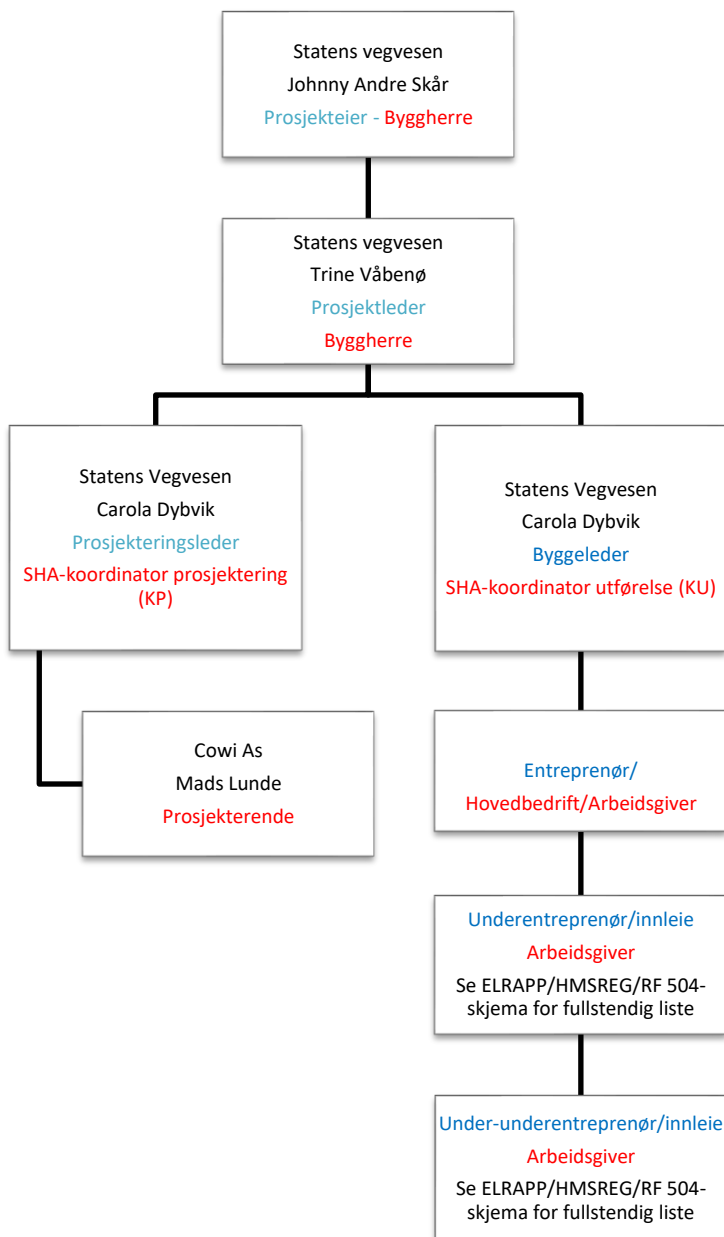 Statens vegvesen
Johnny Andre Skår
Prosjekteier - Byggherre
Statens vegvesen
Trine Våbenø
Prosjektleder
Byggherre
Statens Vegvesen
Carola Dybvik
Prosjekteringsleder
SHA-koordinator prosjektering
(KP)
Statens Vegvesen
Carola Dybvik
Byggeleder
SHA-koordinator utførelse (KU)
Cowi As
Mads Lunde
Prosjekterende
Entreprenør/
Hovedbedrift/Arbeidsgiver
Underentreprenør/innleie
Arbeidsgiver
Se ELRAPP/HMSREG/RF 504-
skjema for fullstendig liste
Under-underentreprenør/innleie
Arbeidsgiver
Se ELRAPP/HMSREG/RF 504-
skjema for fullstendig liste